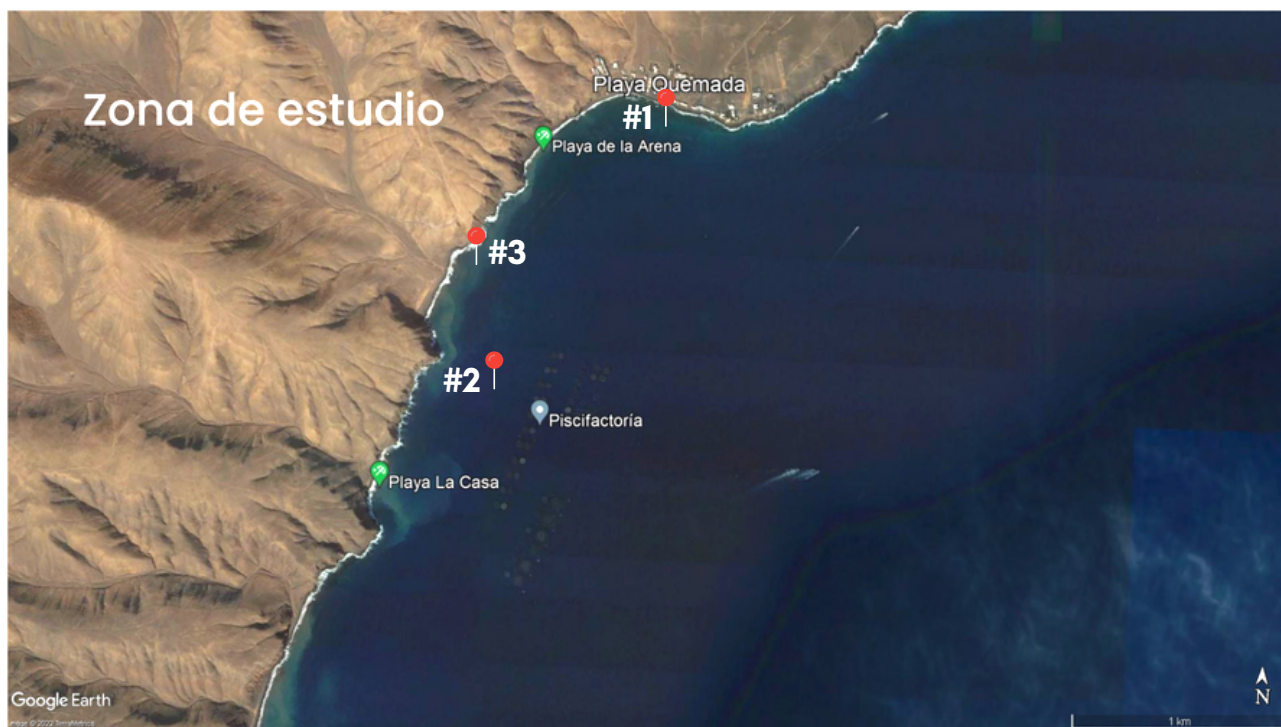 Zona de estudio
Playa Quemada
#1
Playa de la Arena
#3
#2
Piscifactoría
Playa La Casa
Google Earth
N
1 km